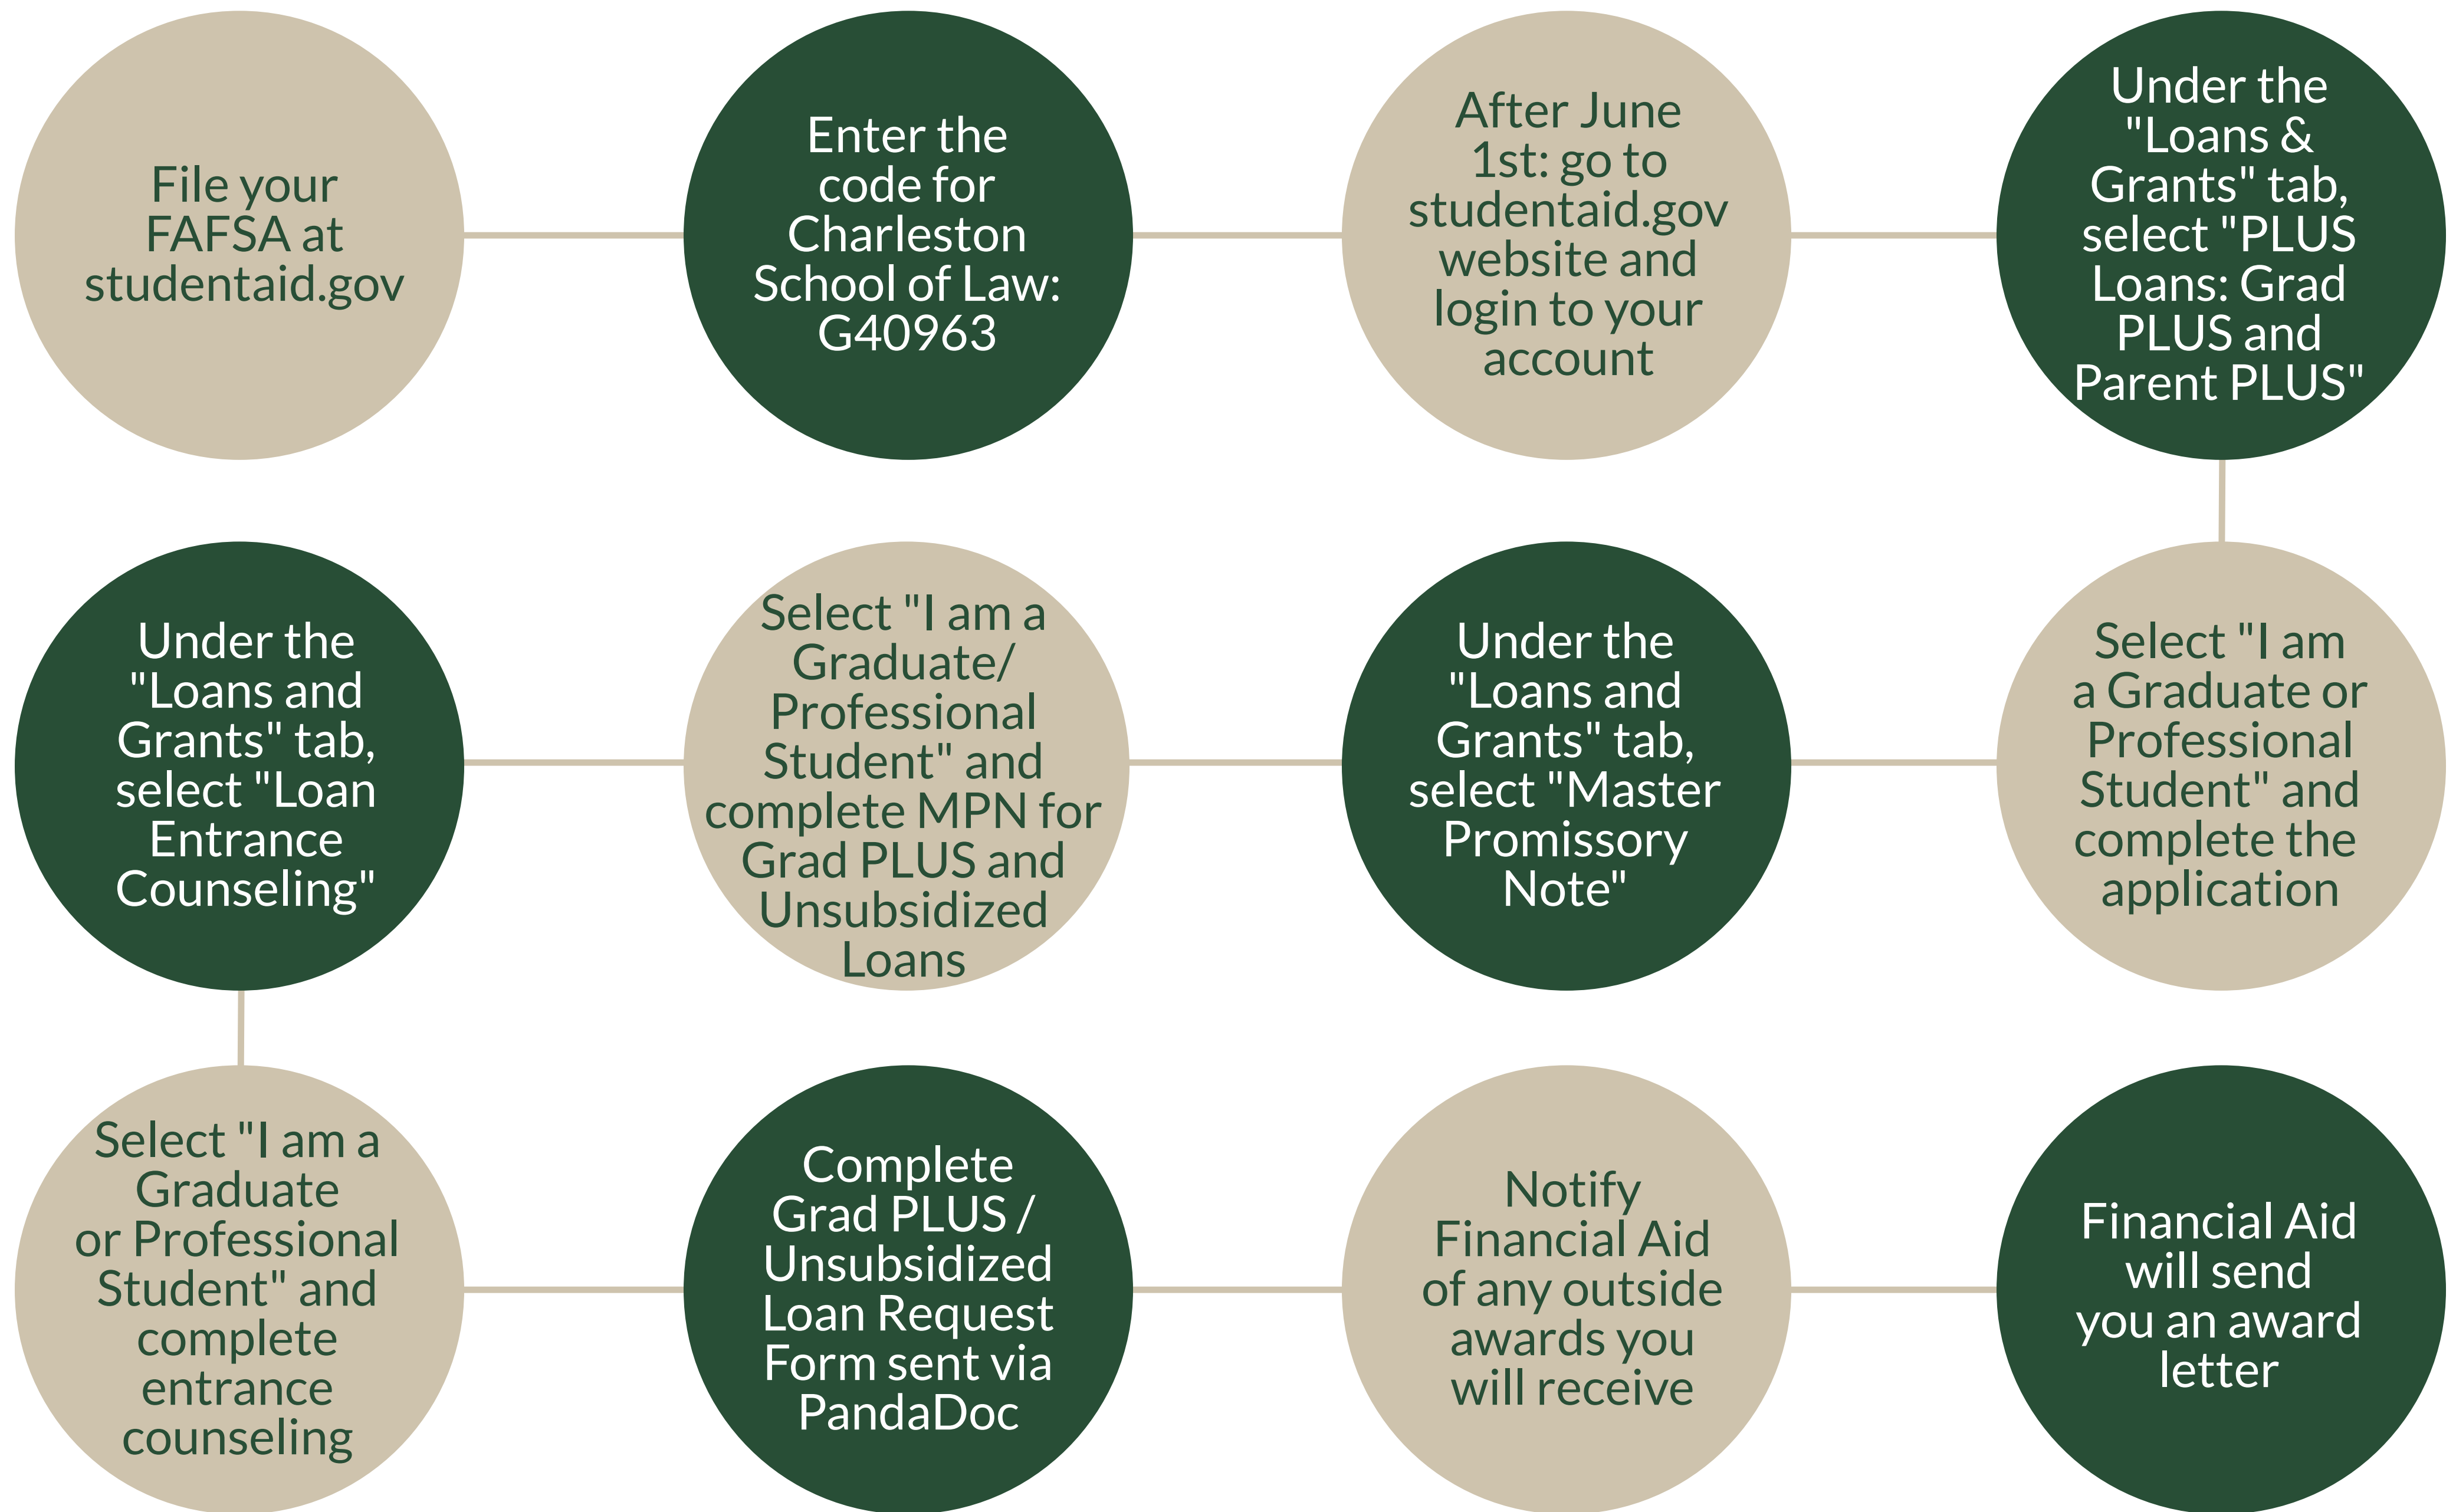 File your
FAFSA at
studentaid.gov
Enter the
code for
Charleston
School of Law:
G40963
After June
1st: go to
studentaid.gov
website and
login to your
account
Under the
"Loans &
Grants" tab,
select "PLUS
Loans: Grad
PLUS and
Parent PLUS"
Select "I am
a Graduate or
Professional
Student" and
complete the
application
Under the
"Loans and
Grants" tab,
select "Master
Promissory
Note"
Select "I am a
Graduate/
Professional
Student" and
complete MPN for
Grad PLUS and
Unsubsidized
Loans
Under the
"Loans and
Grants" tab,
select "Loan
Entrance
Counseling"
Select "I am a
Graduate
or Professional
Student" and
complete
entrance
counseling
Complete
Grad PLUS /
Unsubsidized
Loan Request
Form sent via
PandaDoc
Notify
Financial Aid
of any outside
awards you
will receive
Financial Aid
will send
you an award
letter